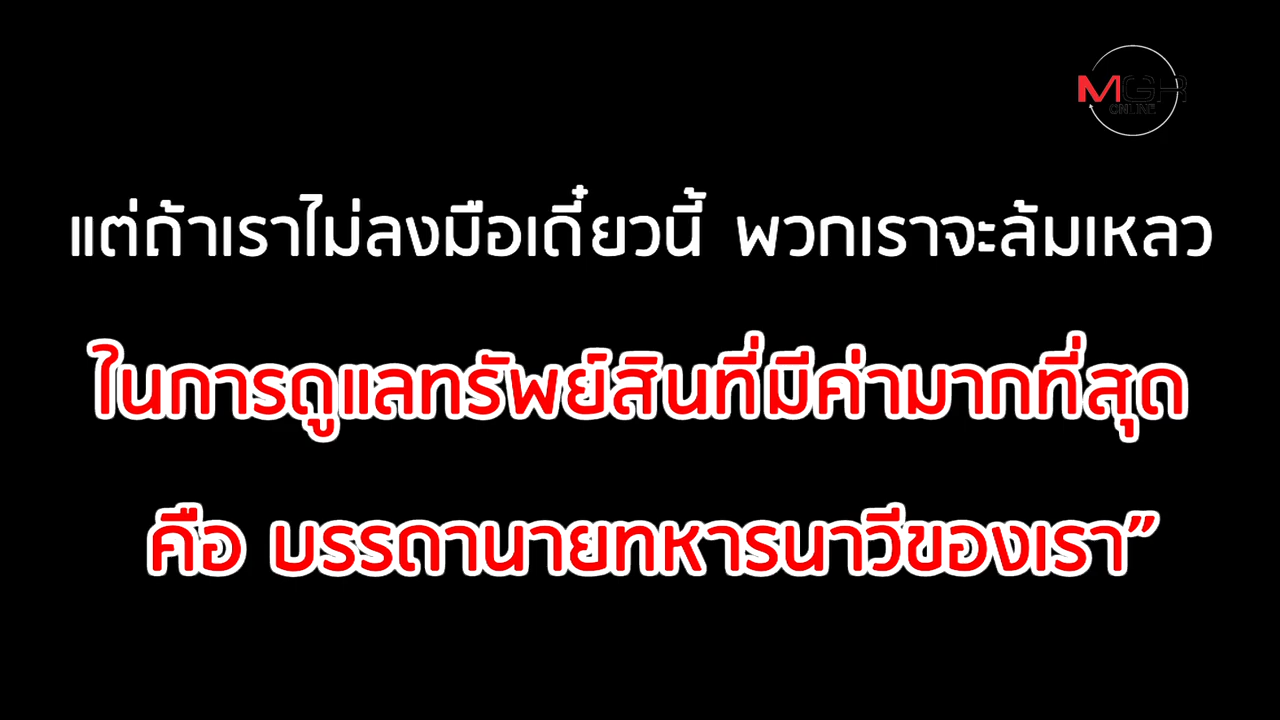 MGR
ONLINE
แต่ถ้าเราไม่ลงมือเดี๋ยวนี้ พวกเราจะล้มเหลว
ในการดูแลทรัพย์สินที่มีค่ามากที่สุด
คือ บรรดานายทหารนาวีของเรา”